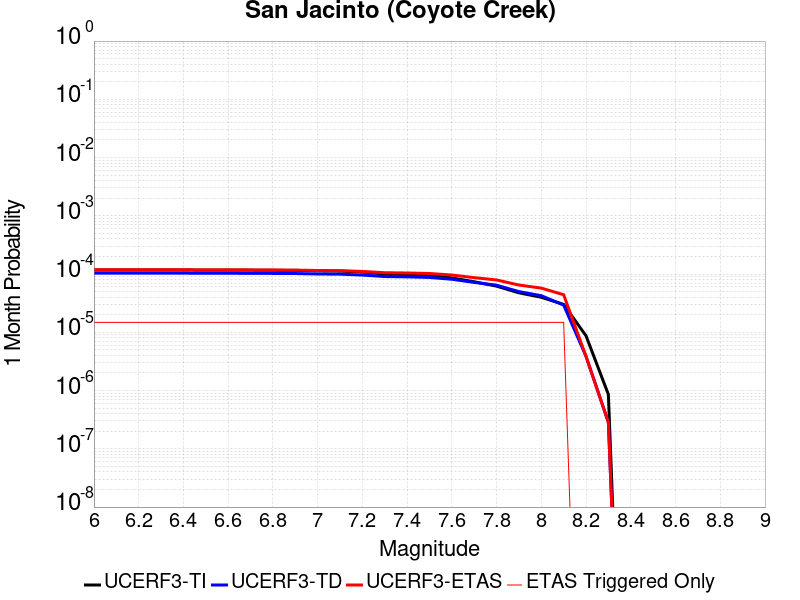 San Jacinto (Coyote Creek)
10^0
10^-1
10^-2
10^-3
10^-4
10^-5
10^-6
10^-7
10^-8
1 Month Probability
6 6.2 6.4 6.6 6.8 7 7.2 7.4 7.6 7.8 8 8.2 8.4 8.6 8.8 9
Magnitude
UCERF3-TI UCERF3-TD UCERF3-ETAS ETAS Triggered Only